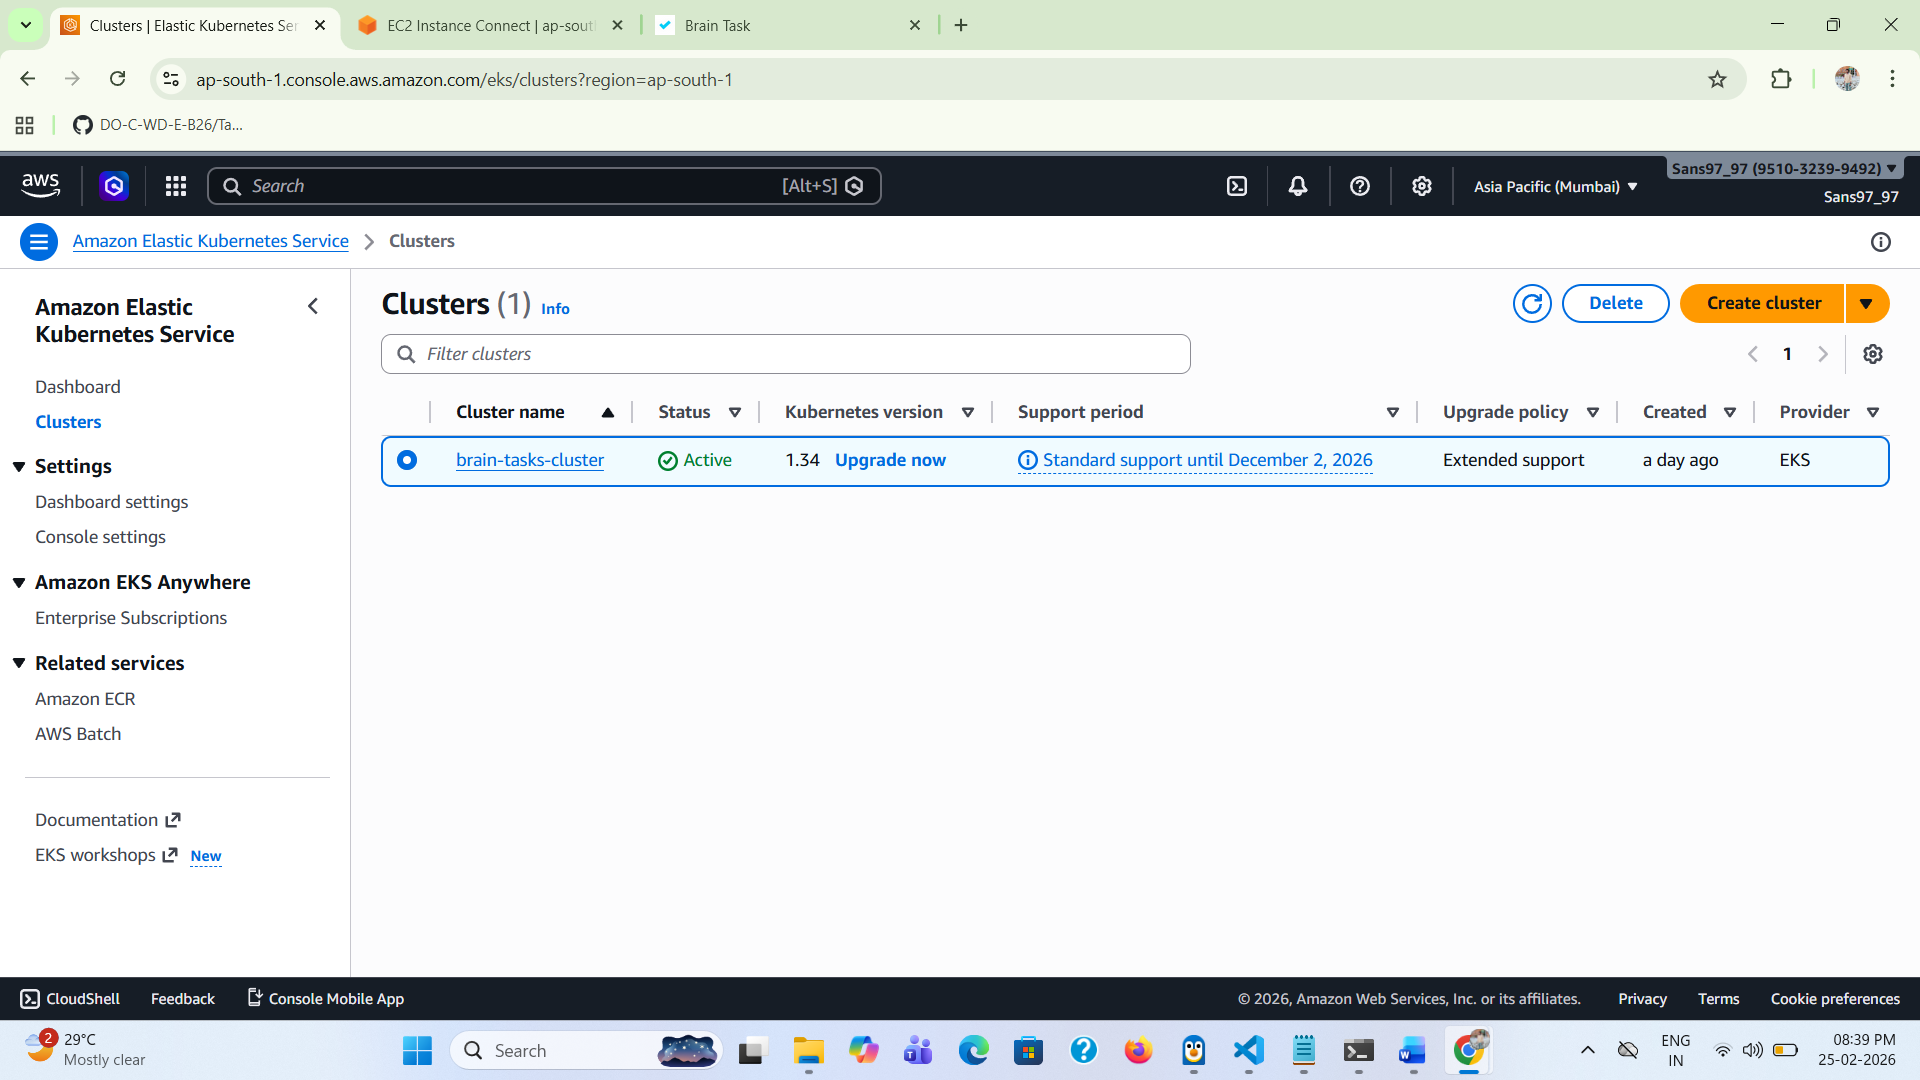 Clusters | Elastic Kubernetes Ser
EC2 Instance Connect | ap-sout
Brain Task
ap-south-1.console.aws.amazon.com/eks/clusters?region=ap-south-1
DO-C-WD-E-B26/Ta...
aws
Search
[Alt+S]
Asia Pacific (Mumbai)
Sans97_97 (9510-3239-9492)
Sans97_97
Amazon Elastic Kubernetes Service
Clusters
Amazon Elastic
Kubernetes Service
Dashboard
Clusters
Settings
Dashboard settings
Console settings
Amazon EKS Anywhere
Enterprise Subscriptions
Related services
Amazon ECR
AWS Batch
Documentation
EKS workshops New
Clusters (1) Info
Delete
Create cluster
Filter clusters
1
Cluster name Status Kubernetes version Support period Upgrade policy Created Provider
brain-tasks-cluster Active 1.34 Upgrade now Standard support until December 2, 2026 Extended support a day ago EKS
CloudShell Feedback Console Mobile App
© 2026, Amazon Web Services, Inc. or its affiliates. Privacy Terms Cookie preferences
2
29°C
Mostly clear
Search
ENG
IN
08:39 PM
25-02-2026